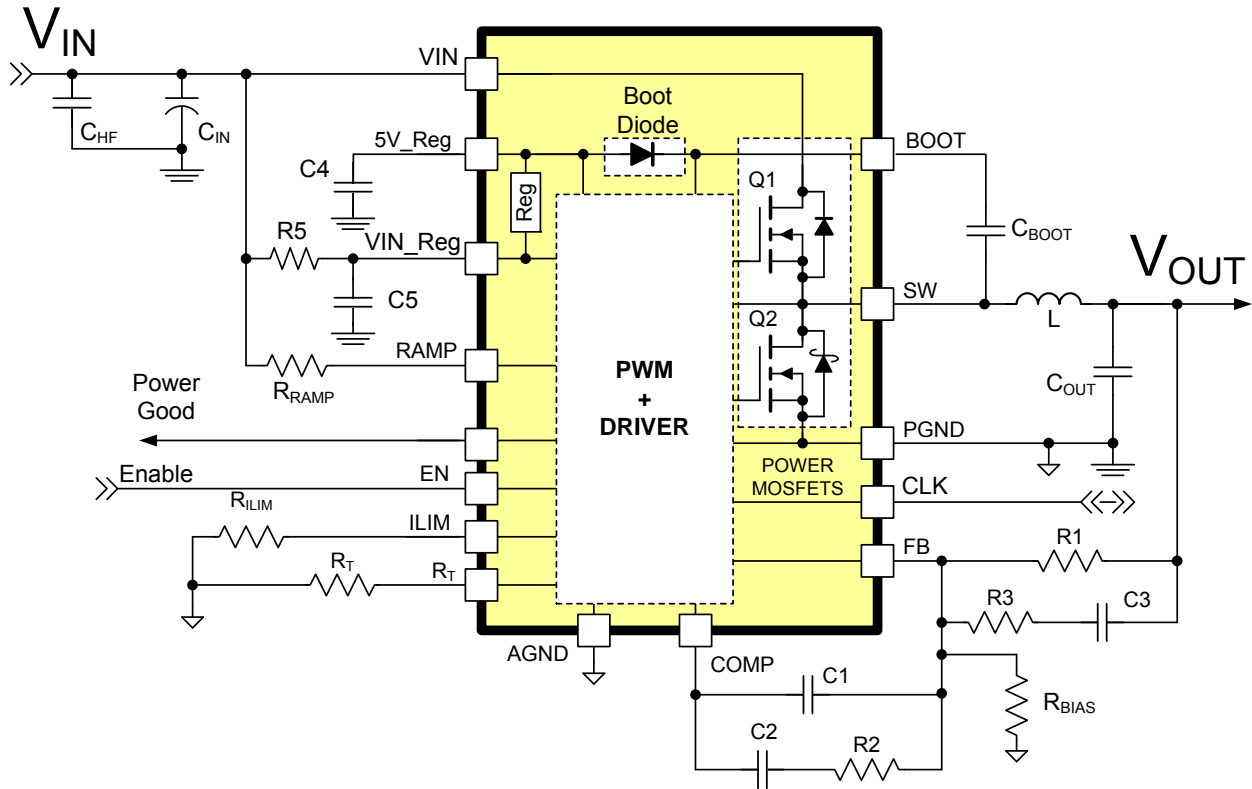 VIN
VIN
CHF
CIN
5V_Reg
Boot
Diode
BOOT
C4
Reg
Q1
R5
VIN_Reg
CBOOT
VOUT
C5
SW
L
Q2
RAMP
RRAMP
PWM
+
DRIVER
COUT
Power
Good
PGND
Enable
EN
POWER
MOSFETS
CLK
RILIM
ILIM
FB
R1
RT
RT
R3
C3
AGND
COMP
C1
RBIAS
C2
R2